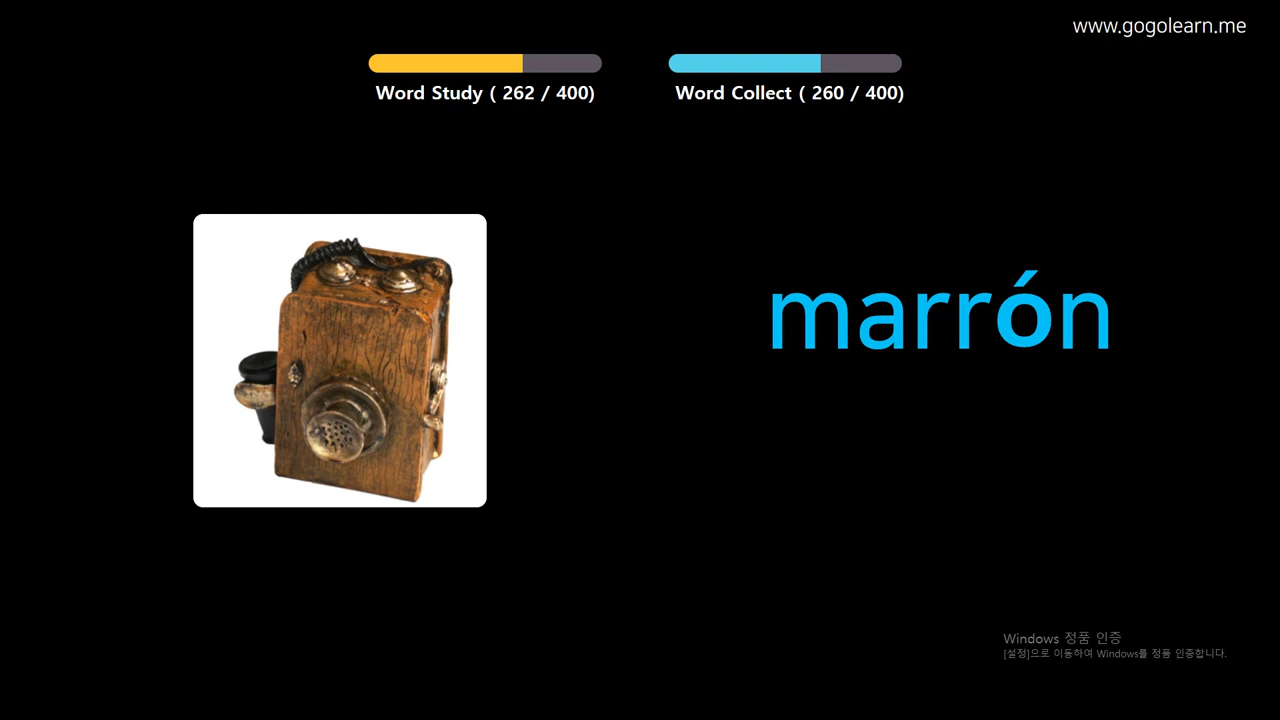 www.gogolearn.me
Word Study ( 262 / 400)
Word Collect ( 260 / 400)
marrón
Windows 정품 인증
[설정]으로 이동하여 Windows를 정품 인증합니다.